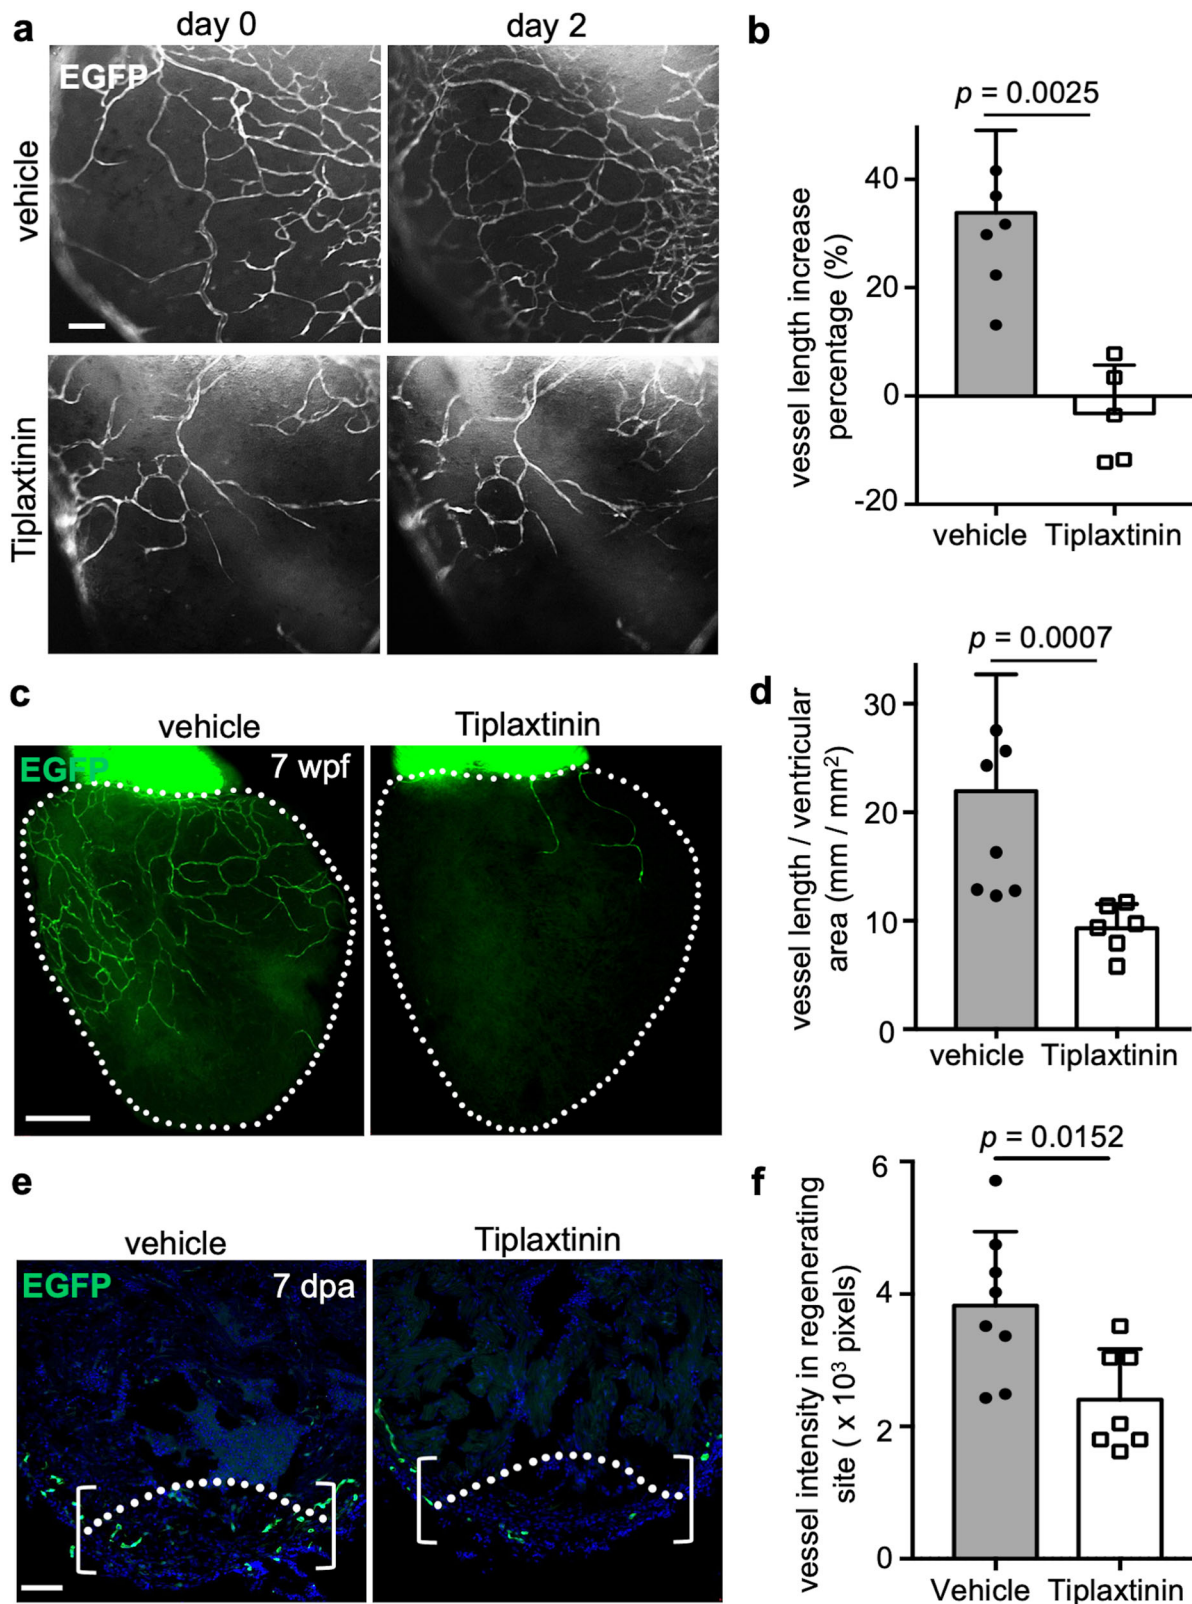 a
day 0
day 2
EGFP
vehicle
Tiplaxtinin
b
p = 0.0025
vessel length increase
percentage (%)
40
20
0
-20
vehicle Tiplaxtinin
c
vehicle
Tiplaxtinin
EGFP
7 wpf
d
p = 0.0007
vesssel length / ventricular
area (mm / mm²)
30
20
10
0
vehicle Tiplaxtinin
e
vehicle
Tiplaxtinin
EGFP
7 dpa
f
p = 0.0152
vessel intensity in regenerating
site ( x 10³ pixels)
6
4
2
0
Vehicle Tiplaxtinin